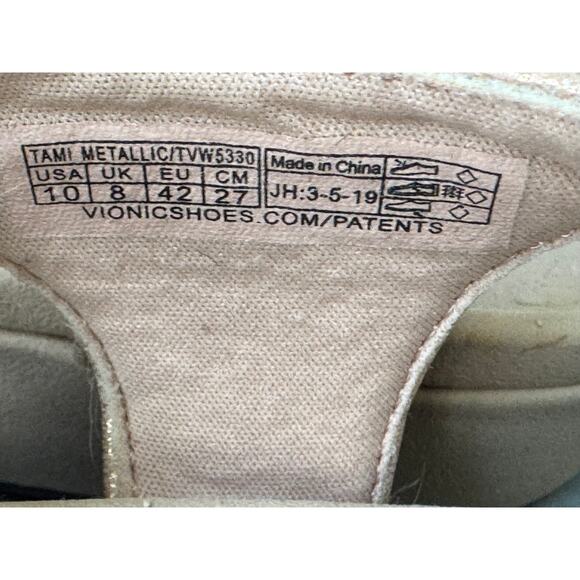 TAMI METALLIC/TVW5330
USA UK EU CM
10 8 42 27
Made in China
JH:3-5-19
VIONICSHOES.COM/PATENTS